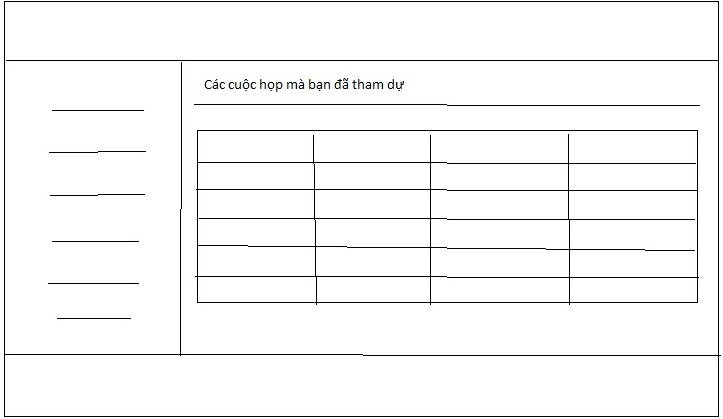 Các cuộc họp mà bạn đã tham dự